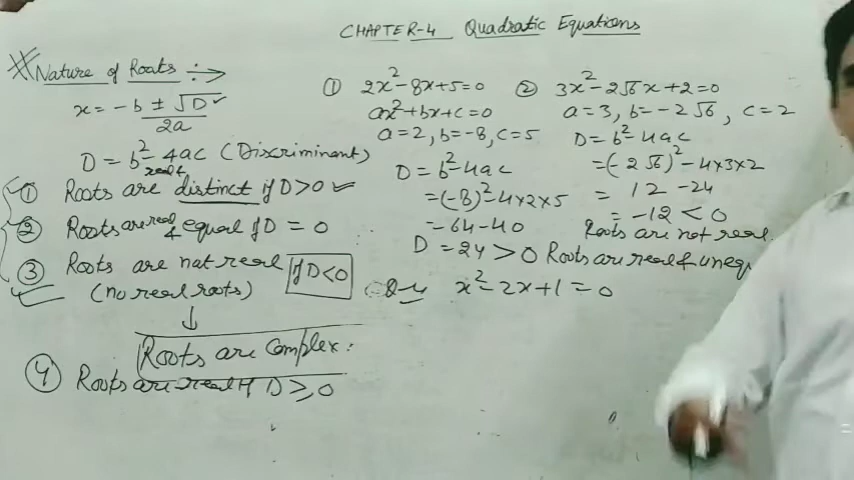 CHAPTER-4 Quadratic Equations
Nature of Roots :→
x = -b ± √D ✓
2a
D = b²-4ac (Discriminant)
① Roots are real & distinct if D>0 ✓
② Roots are real & equal if D = 0
③ Roots are not real if D<0
(no real roots)
↓
Roots are Complex.
④ Roots are real if D ≥ 0
① 2x²-8x+5=0
ax²+bx+c=0
a=2, b=-8, c=5
D = b²-4ac
=(-8)²-4×2×5
=64-40
D = 24 > 0 Roots are real & unequ
② 3x²-2√6x+2=0
a=3, b=-2√6, c=2
D = b²-4ac
=(2√6)²-4×3×2
= 12-24
= -12 < 0
Roots are not real.
x²-2x+1=0